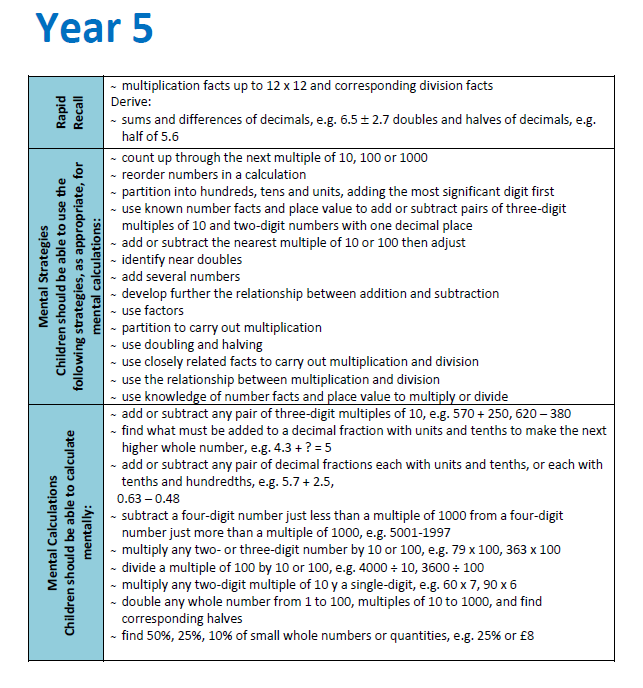 Year 5
Rapid
Recall
~ multiplication facts up to 12 x 12 and corresponding division facts
Derive:
~ sums and differences of decimals, e.g. 6.5 ± 2.7 doubles and halves of decimals, e.g.
half of 5.6
Mental Strategies
Children should be able to use the
following strategies, as appropriate, for
mental calculations:
~ count up through the next multiple of 10, 100 or 1000
~ reorder numbers in a calculation
~ partition into hundreds, tens and units, adding the most significant digit first
~ use known number facts and place value to add or subtract pairs of three-digit
multiples of 10 and two-digit numbers with one decimal place
~ add or subtract the nearest multiple of 10 or 100 then adjust
~ identify near doubles
~ add several numbers
~ develop further the relationship between addition and subtraction
~ use factors
~ partition to carry out multiplication
~ use doubling and halving
~ use closely related facts to carry out multiplication and division
~ use the relationship between multiplication and division
~ use knowledge of number facts and place value to multiply or divide
Mental Calculations
Children should be able to calculate
mentally:
~ add or subtract any pair of three-digit multiples of 10, e.g. 570 + 250, 620 – 380
~ find what must be added to a decimal fraction with units and tenths to make the next
higher whole number, e.g. 4.3 + ? = 5
~ add or subtract any pair of decimal fractions each with units and tenths, or each with
tenths and hundredths, e.g. 5.7 + 2.5,
0.63 – 0.48
~ subtract a four-digit number just less than a multiple of 1000 from a four-digit
number just more than a multiple of 1000, e.g. 5001-1997
~ multiply any two- or three-digit number by 10 or 100, e.g. 79 x 100, 363 x 100
~ divide a multiple of 100 by 10 or 100, e.g. 4000 ÷ 10, 3600 ÷ 100
~ multiply any two-digit multiple of 10 y a single-digit, e.g. 60 x 7, 90 x 6
~ double any whole number from 1 to 100, multiples of 10 to 1000, and find
corresponding halves
~ find 50%, 25%, 10% of small whole numbers or quantities, e.g. 25% or £8